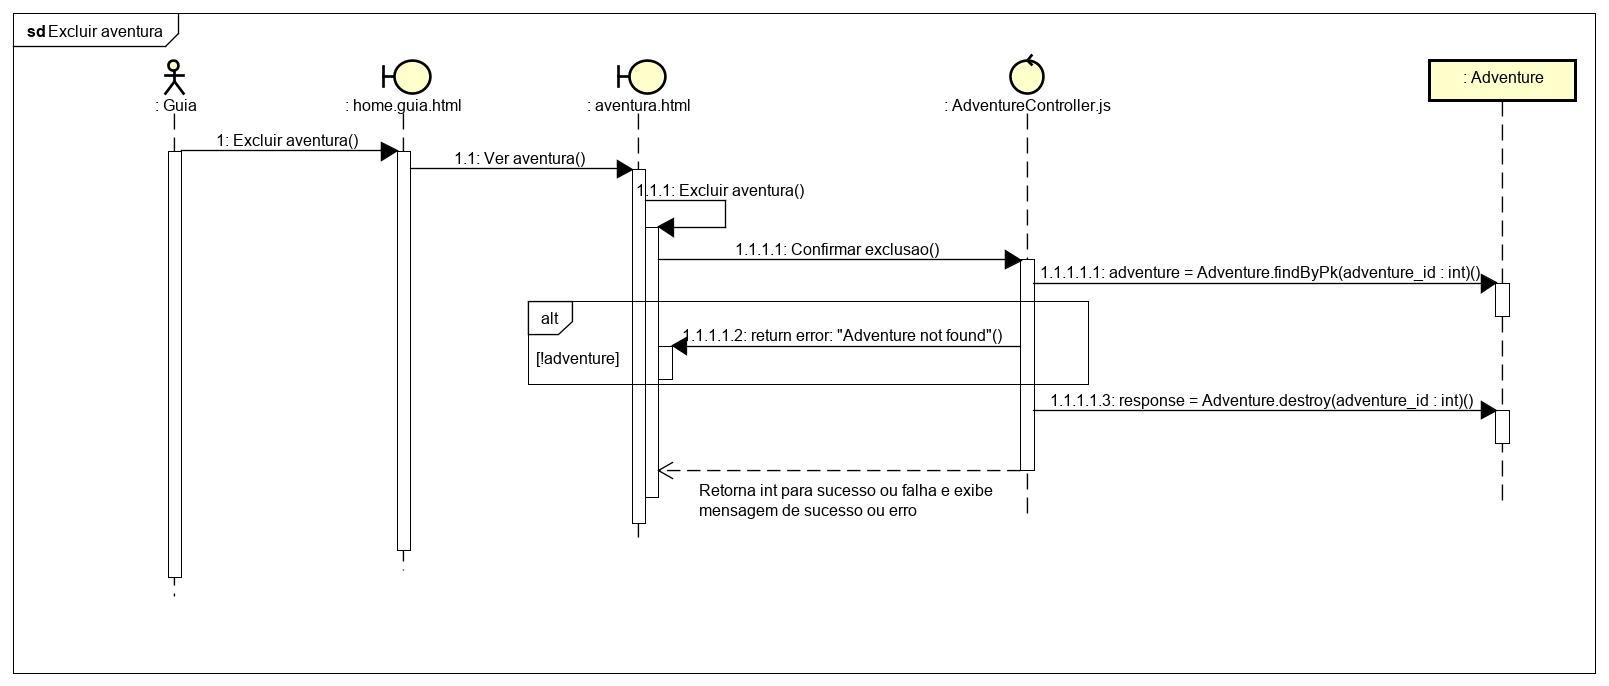 sd Excluir aventura
: Guia
: home.guia.html
: aventura.html
: AdventureController.js
: Adventure
1: Excluir aventura()
1.1: Ver aventura()
1.1.1: Excluir aventura()
1.1.1.1: Confirmar exclusao()
1.1.1.1.1: adventure = Adventure.findByPk(adventure_id : int)()
alt
1.1.1.1.2: return error: "Adventure not found"()
[!adventure]
1.1.1.1.3: response = Adventure.destroy(adventure_id : int)()
Retorna int para sucesso ou falha e exibe
mensagem de sucesso ou erro